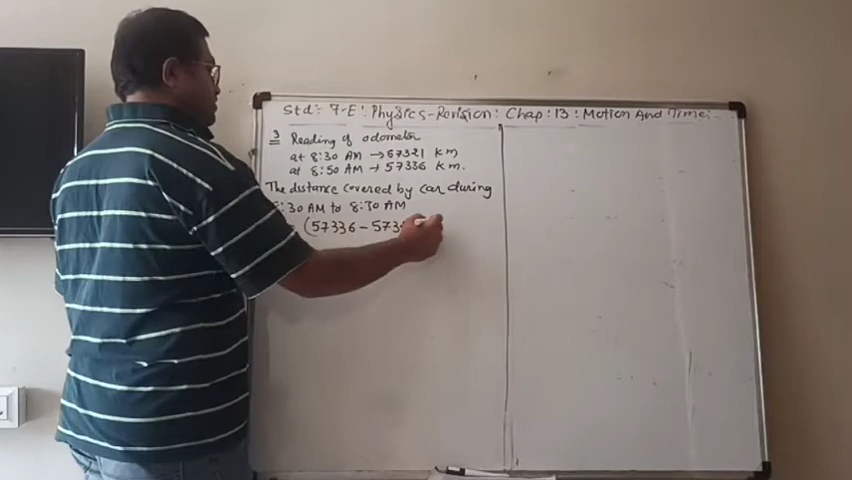 Std: 7-E: Physics-Revision: Chap: 13: Motion And Time:
3 Reading of odometer
at 8:30 AM → 67321 km
at 8:50 AM → 57336 km.
The distance covered by car during
8:30 AM to 8:30 AM
(57336 - 573